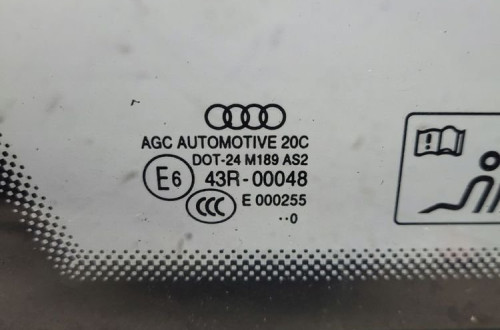 AGC AUTOMOTIVE 20C
DOT-24 M189 AS2
E6 43R-00048
CCC E 000255
··0